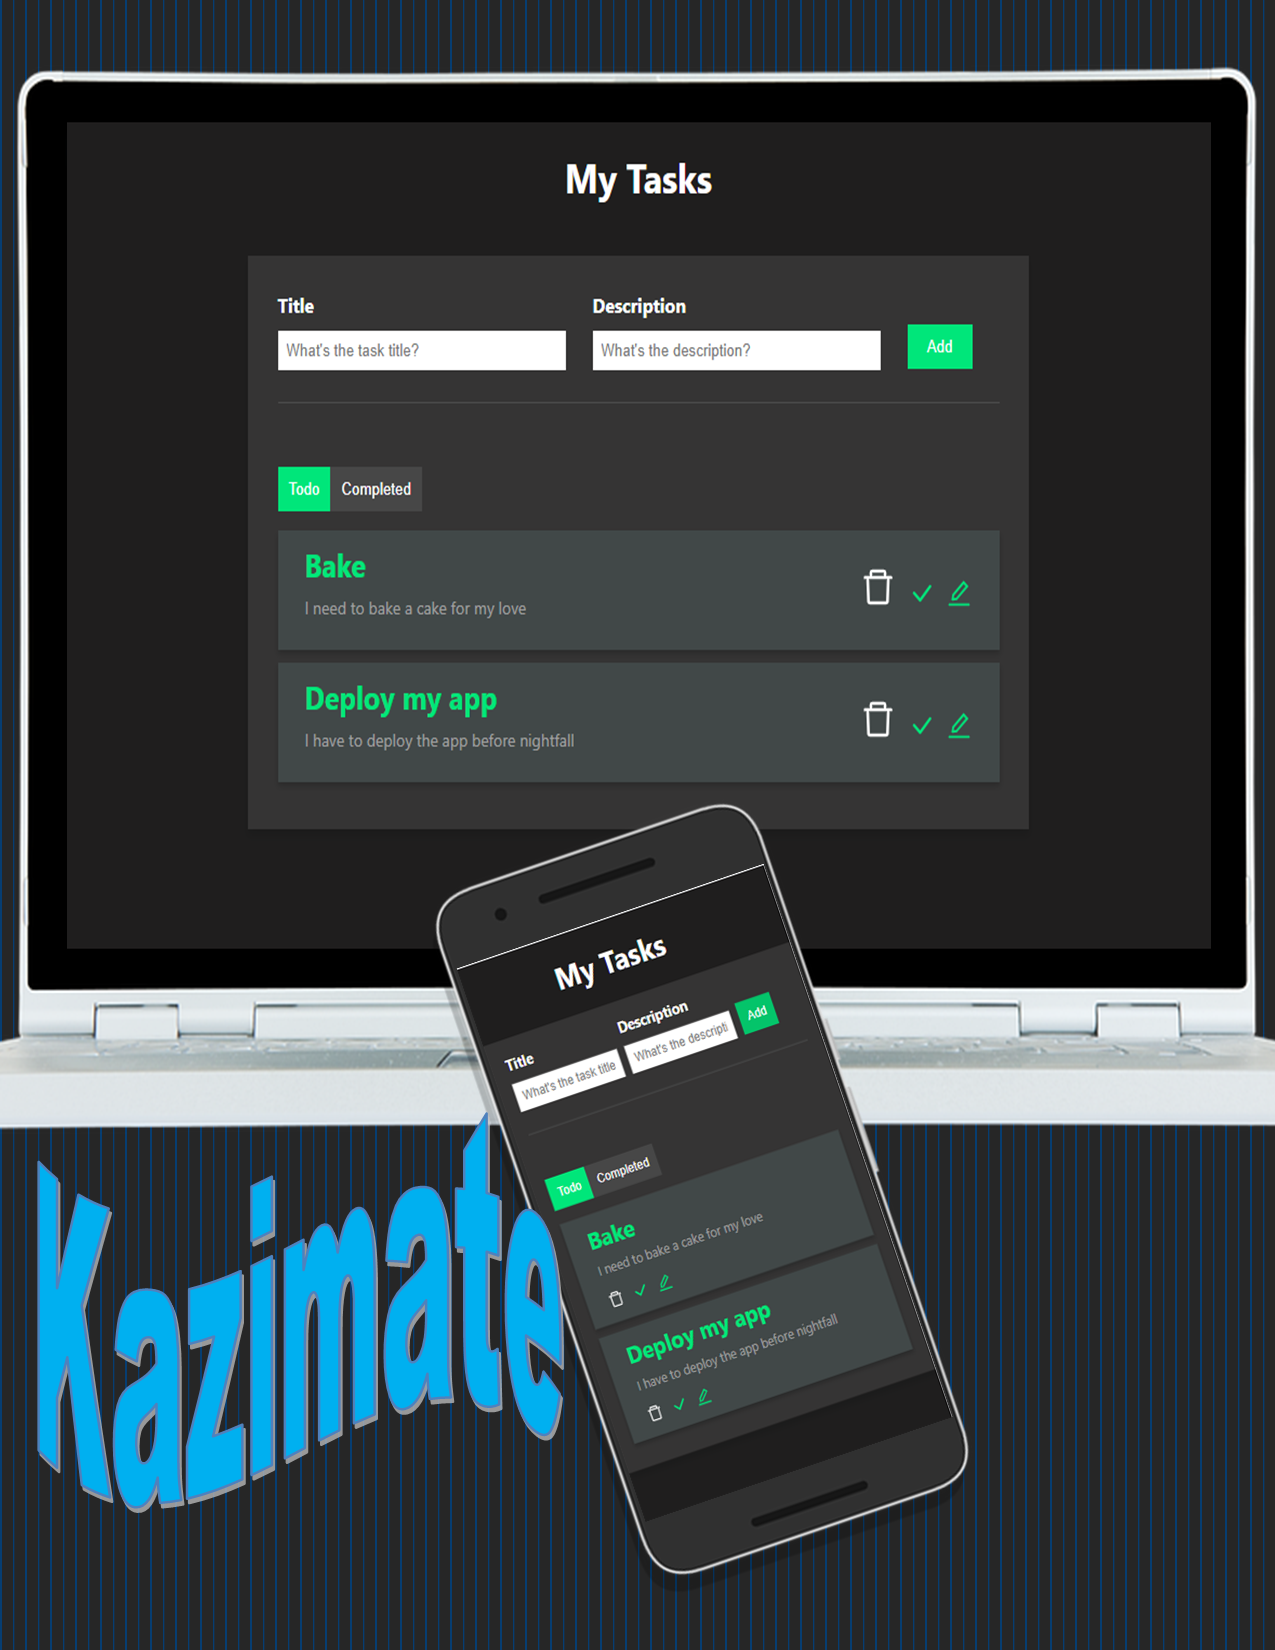 My Tasks
Title Description
What's the task title? What's the description? Add
Todo Completed
Bake
I need to bake a cake for my love
Deploy my app
I have to deploy the app before nightfall
My Tasks
Title Description
What's the task title What's the descripti Add
Todo Completed
Bake
I need to bake a cake for my love
Deploy my app
I have to deploy the app before nightfall
Kazimate